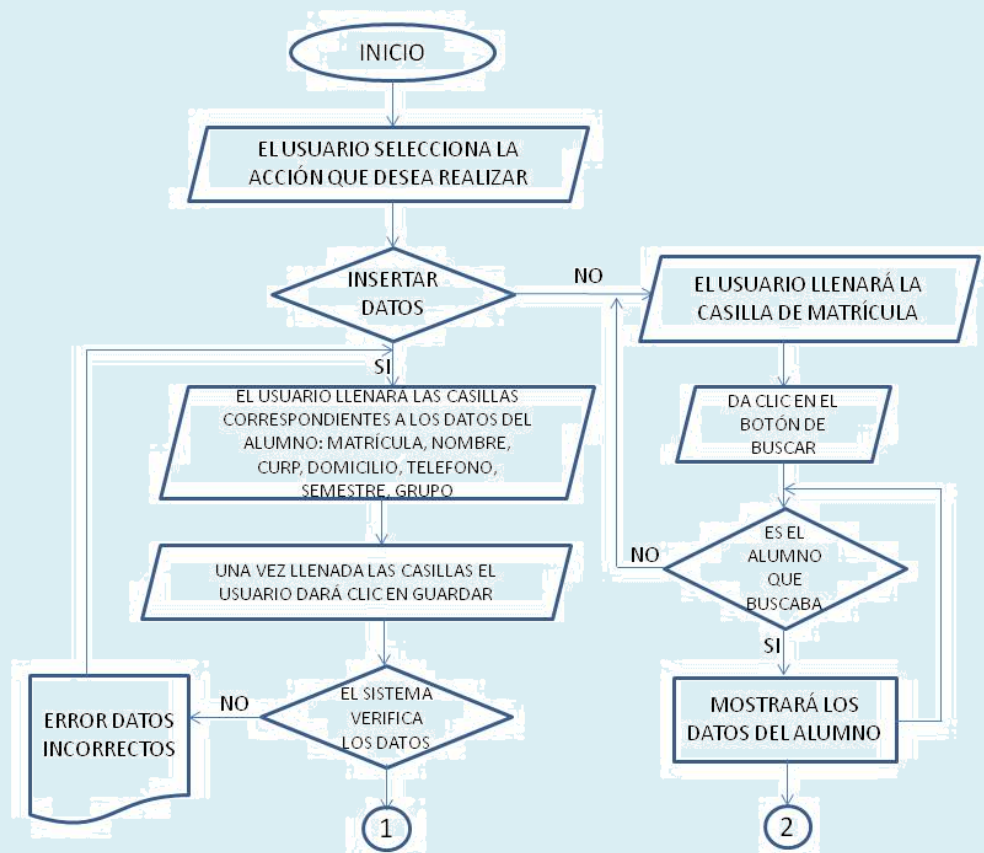 INICIO
EL USUARIO SELECCIONA LA
ACCIÓN QUE DESEA REALIZAR
INSERTAR
DATOS
NO
EL USUARIO LLENARÁ LA
CASILLA DE MATRÍCULA
SI
EL USUARIO LLENARÁ LAS CASILLAS
CORRESPONDIENTES A LOS DATOS DEL
ALUMNO: MATRÍCULA, NOMBRE,
CURP, DOMICILIO, TELEFONO,
SEMESTRE, GRUPO
DA CLIC EN EL
BOTÓN DE
BUSCAR
UNA VEZ LLENADA LAS CASILLAS EL
USUARIO DARÁ CLIC EN GUARDAR
NO
ES EL
ALUMNO
QUE
BUSCABA
SI
ERROR DATOS
INCORRECTOS
NO
EL SISTEMA
VERIFICA
LOS DATOS
MOSTRARÁ LOS
DATOS DEL ALUMNO
1
2